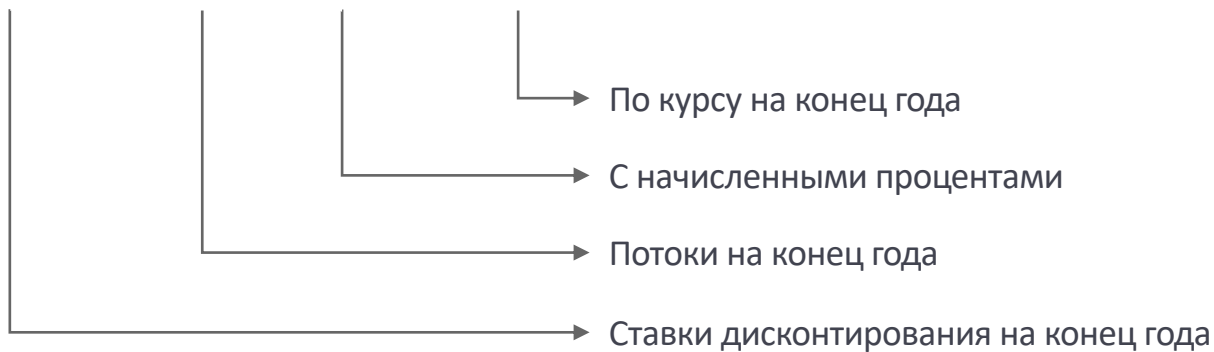 По курсу на конец года
С начисленными процентами
Потоки на конец года
Ставки дисконтирования на конец года